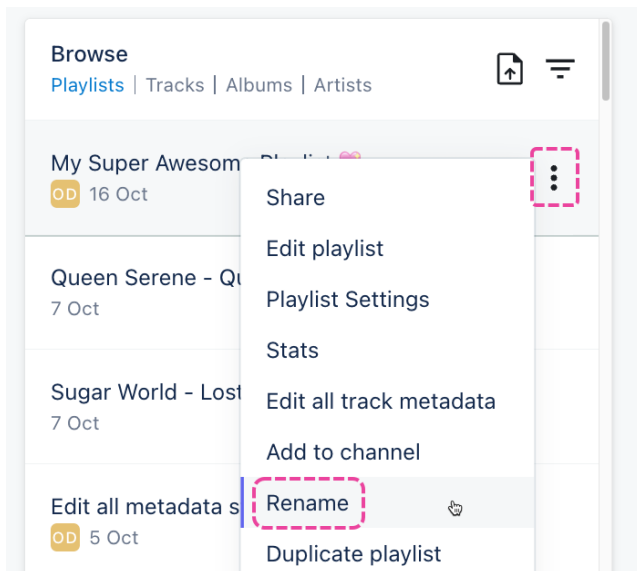 Browse
Playlists | Tracks | Albums | Artists
My Super Awesom
OD 16 Oct
Share
Edit playlist
Queen Serene - Qu
7 Oct
Playlist Settings
Stats
Sugar World - Lost
7 Oct
Edit all track metadata
Add to channel
Edit all metadata s
OD 5 Oct
Rename
Duplicate playlist